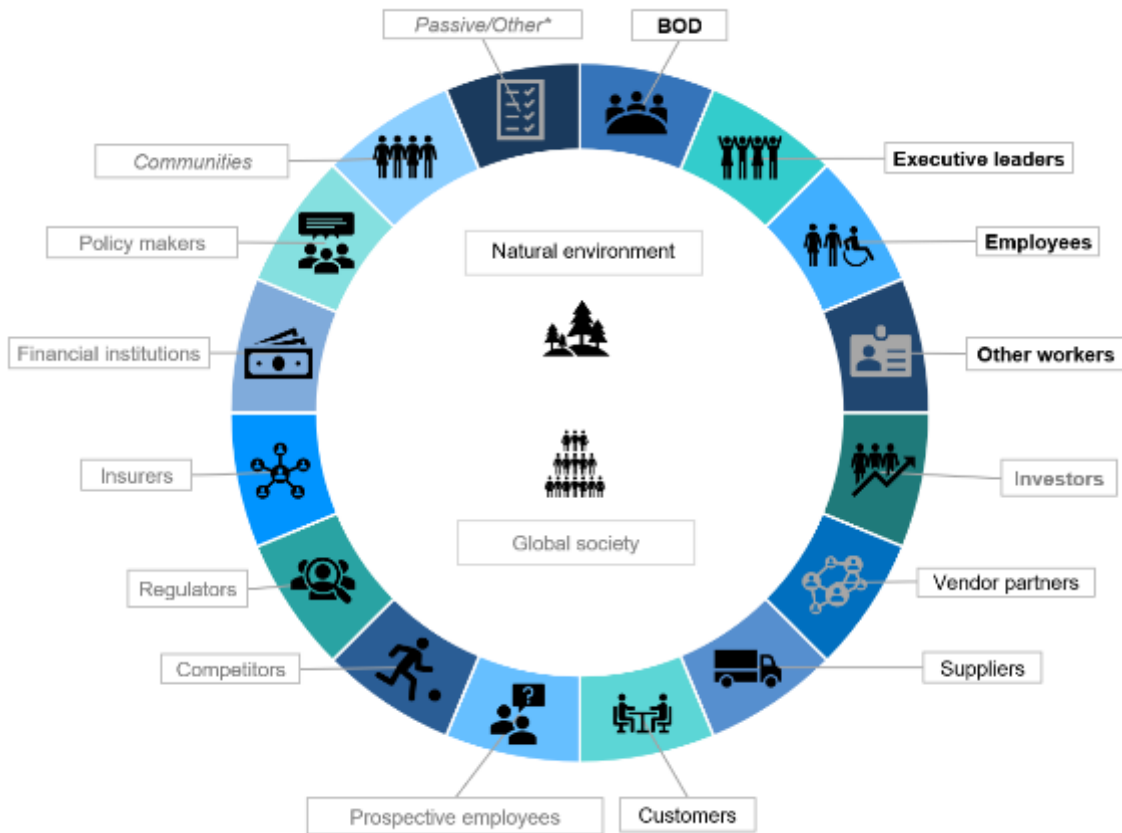 Passive/Other*
BOD
Executive leaders
Communities
Employees
Policy makers
Natural environment
Financial institutions
Other workers
Insurers
Investors
Global society
Regulators
Vendor partners
Competitors
Suppliers
?
Prospective employees
Customers